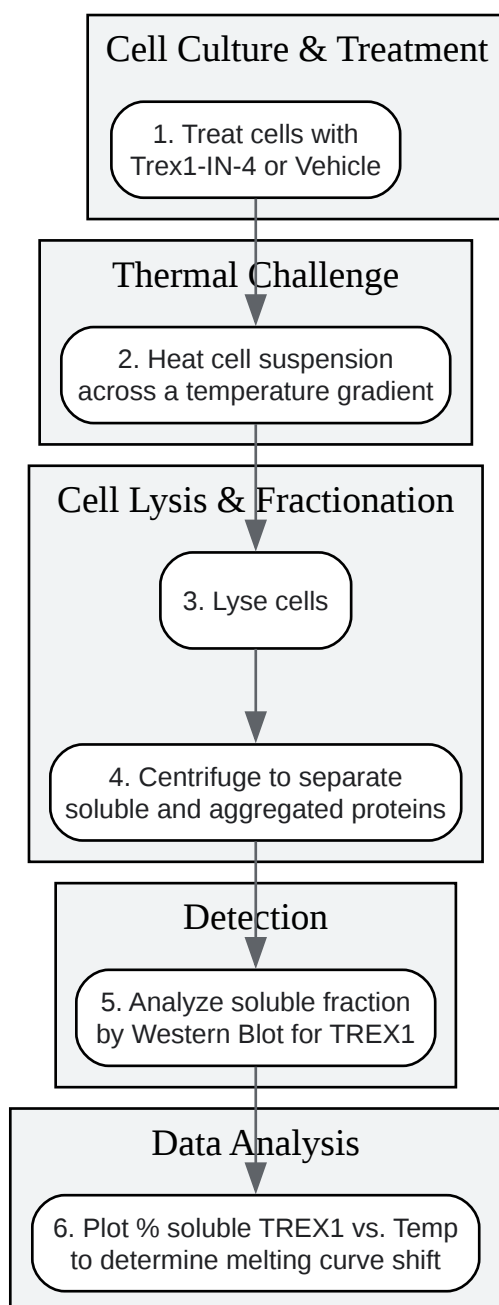 Cell Culture & Treatment
1. Treat cells with
Trex1-IN-4 or Vehicle
Thermal Challenge
2. Heat cell suspension
across a temperature gradient
Cell Lysis & Fractionation
3. Lyse cells
4. Centrifuge to separate
soluble and aggregated proteins
Detection
5. Analyze soluble fraction
by Western Blot for TREX1
Data Analysis
6. Plot % soluble TREX1 vs. Temp
to determine melting curve shift